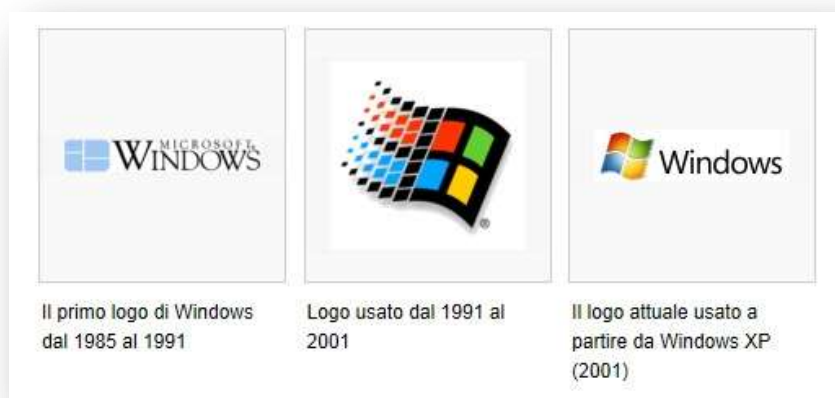 MICROSOFT
WINDOWS
®
Windows
Il primo logo di Windows
dal 1985 al 1991
Logo usato dal 1991 al
2001
Il logo attuale usato a
partire da Windows XP
(2001)